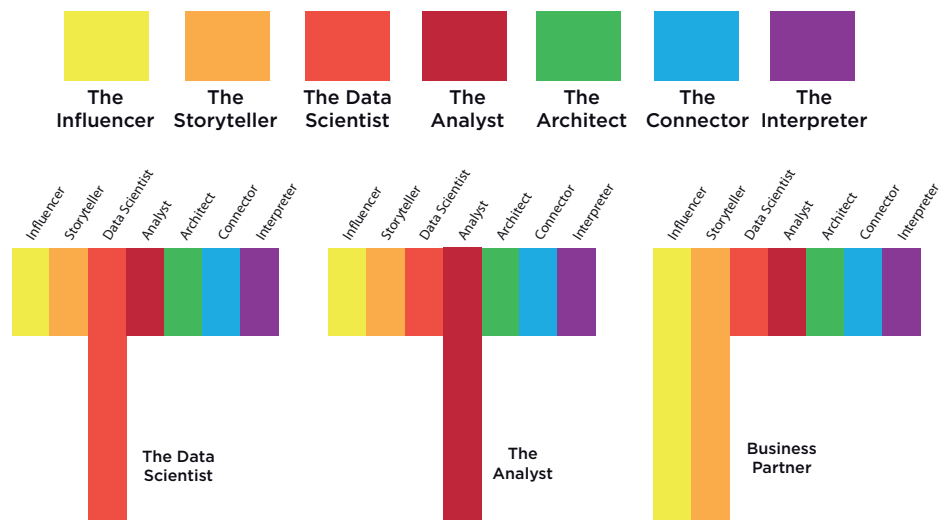 The
Influencer
The
Storyteller
The Data
Scientist
The
Analyst
The
Architect
The
Connector
The
Interpreter
Influencer
Storyteller
Data Scientist
Analyst
Architect
Connector
Interpreter
Influencer
Storyteller
Data Scientist
Analyst
Architect
Connector
Interpreter
Influencer
Storyteller
Data Scientist
Analyst
Architect
Connector
Interpreter
The Data
Scientist
The
Analyst
Business
Partner